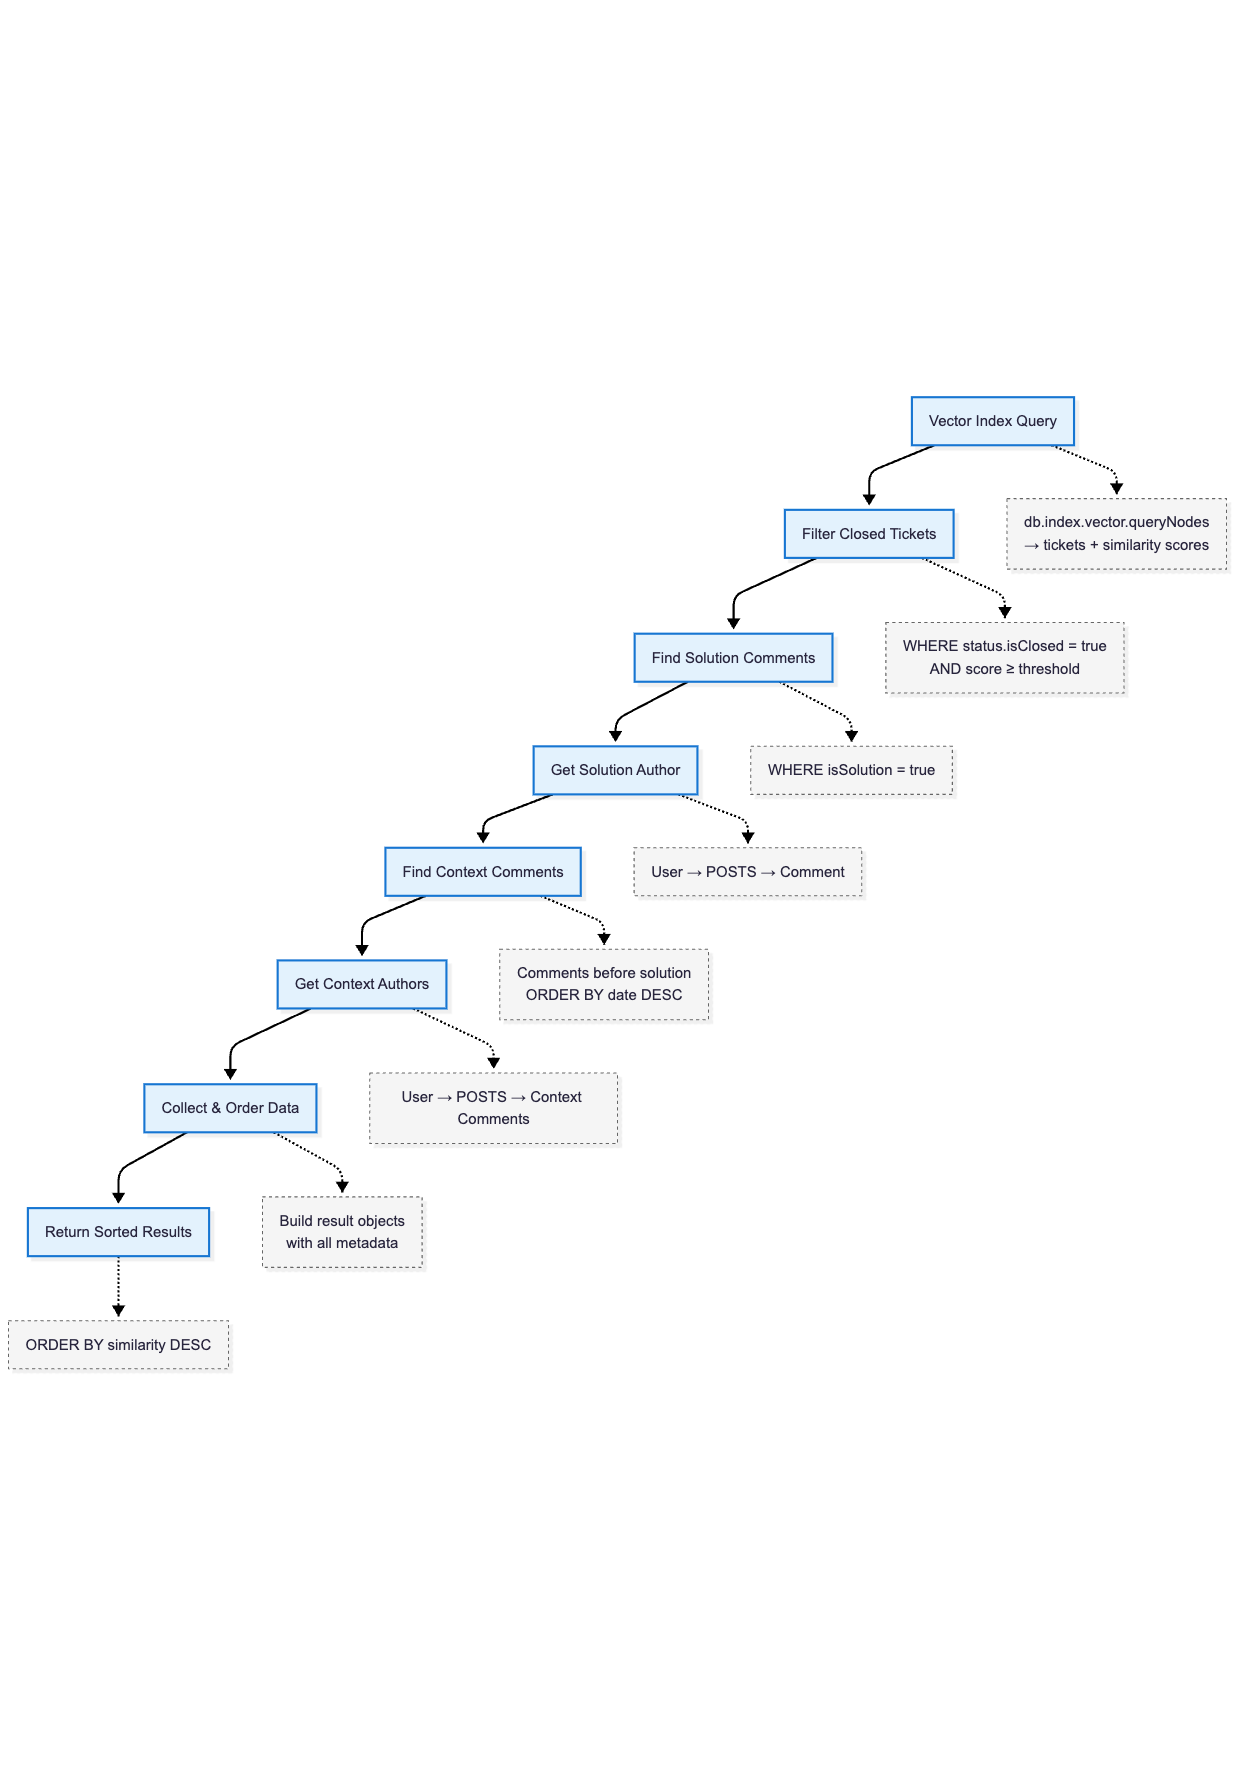 Vector Index Query
db.index.vector.queryNodes
→ tickets + similarity scores
Filter Closed Tickets
WHERE status.isClosed = true
AND score ≥ threshold
Find Solution Comments
WHERE isSolution = true
Get Solution Author
User → POSTS → Comment
Find Context Comments
Comments before solution
ORDER BY date DESC
Get Context Authors
User → POSTS → Context
Comments
Collect & Order Data
Build result objects
with all metadata
Return Sorted Results
ORDER BY similarity DESC